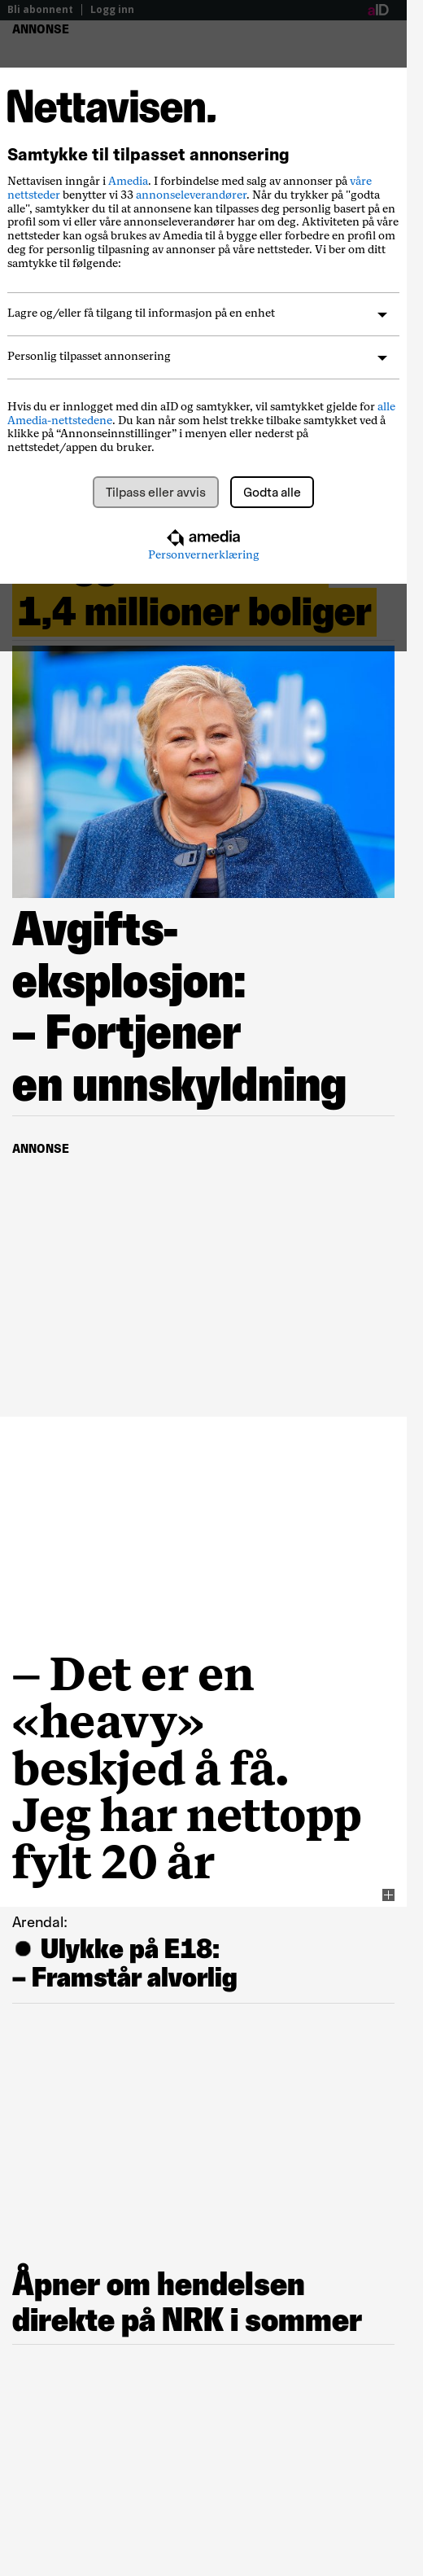 Bli abonnent | Logg inn aID
ANNONSE
Nettavisen.
Samtykke til tilpasset annonsering
Nettavisen inngår i Amedia. I forbindelse med salg av annonser på våre
nettsteder benytter vi 33 annonseleverandører. Når du trykker på "godta
alle", samtykker du til at annonsene kan tilpasses deg personlig basert på en
profil som vi eller våre annonseleverandører har om deg. Aktiviteten på våre
nettsteder kan også brukes av Amedia til å bygge eller forbedre en profil om
deg for personlig tilpasning av annonser på våre nettsteder. Vi ber om ditt
samtykke til følgende:
Lagre og/eller få tilgang til informasjon på en enhet
Personlig tilpasset annonsering
Hvis du er innlogget med din aID og samtykker, vil samtykket gjelde for alle
Amedia-nettstedene. Du kan når som helst trekke tilbake samtykket ved å
klikke på “Annonseinnstillinger” i menyen eller nederst på
nettstedet/appen du bruker.
Tilpass eller avvis Godta alle
amedia
Personvernerklæring
1,4 millioner boliger
Avgifts-
eksplosjon:
– Fortjener
en unnskyldning
ANNONSE
– Det er en
«heavy»
beskjed å få.
Jeg har nettopp
fylt 20 år
Arendal:
Ulykke på E18:
– Framstår alvorlig
Åpner om hendelsen
direkte på NRK i sommer